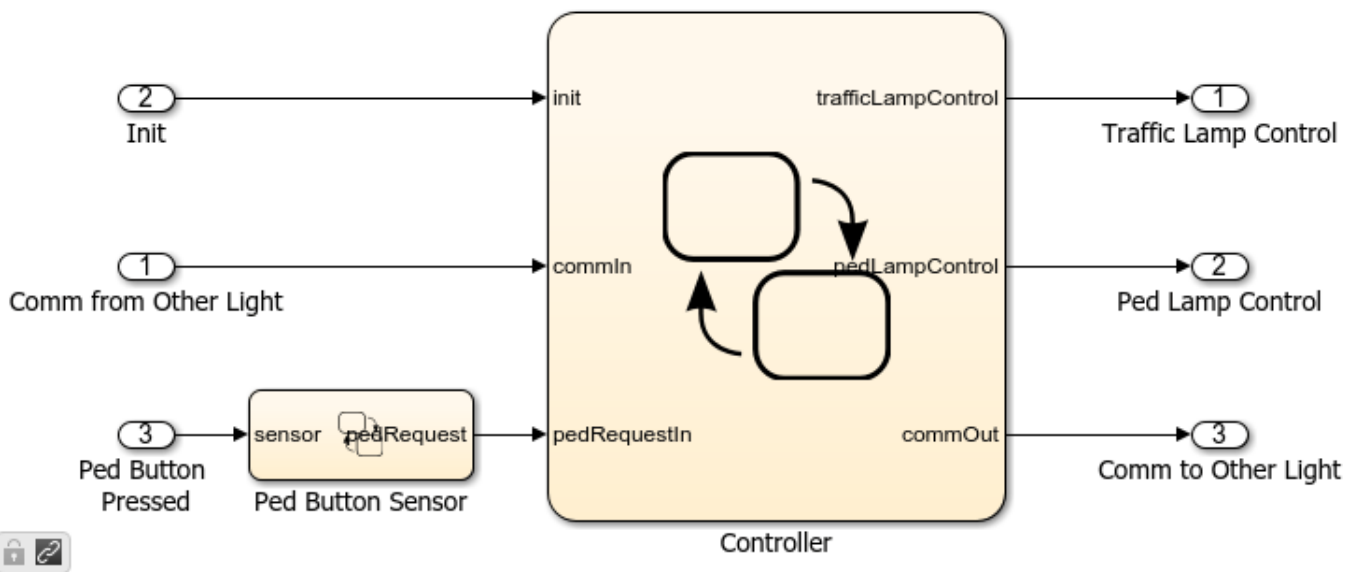 2
init
trafficLampControl
1
Init
Traffic Lamp Control
1
commIn
pedLampControl
2
Comm from Other Light
Ped Lamp Control
3
sensor
pedRequest
pedRequestIn
commOut
3
Ped Button
Pressed
Ped Button Sensor
Comm to Other Light
Controller